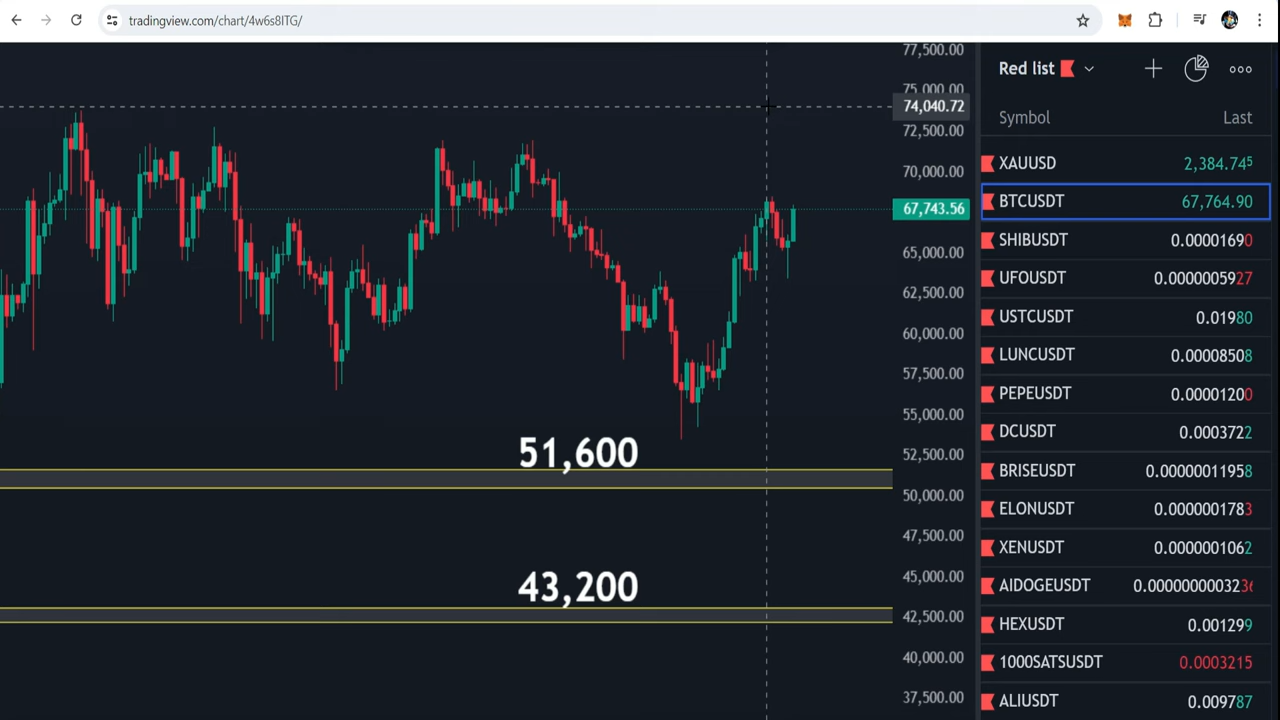 tradingview.com/chart/4w6s8ITG/
77,500.00
75,000.00
74,040.72
72,500.00
70,000.00
67,743.56
65,000.00
62,500.00
60,000.00
57,500.00
55,000.00
52,500.00
50,000.00
47,500.00
45,000.00
42,500.00
40,000.00
37,500.00
51,600
43,200
Red list
Symbol Last
XAUUSD 2,384.745
BTCUSDT 67,764.90
SHIBUSDT 0.00001690
UFOUSDT 0.00000005927
USTCUSDT 0.01980
LUNCUSDT 0.00008508
PEPEUSDT 0.00001200
DCUSDT 0.0003722
BRISEUSDT 0.00000011958
ELONUSDT 0.0000001783
XENUSDT 0.0000001062
AIDOGEUSDT 0.0000000003236
HEXUSDT 0.001299
1000SATSUSDT 0.0003215
ALIUSDT 0.009787